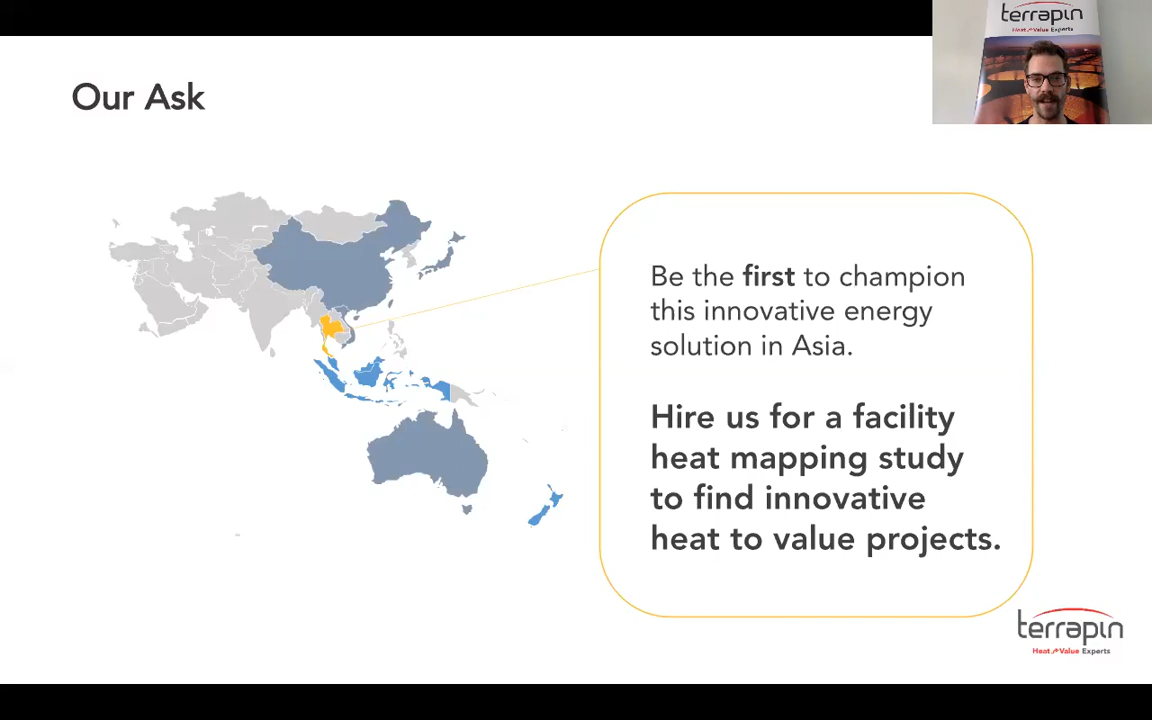 terrapin
Heat to Value Experts
Our Ask
Be the first to champion
this innovative energy
solution in Asia.
Hire us for a facility
heat mapping study
to find innovative
heat to value projects.
terrapin
Heat to Value Experts